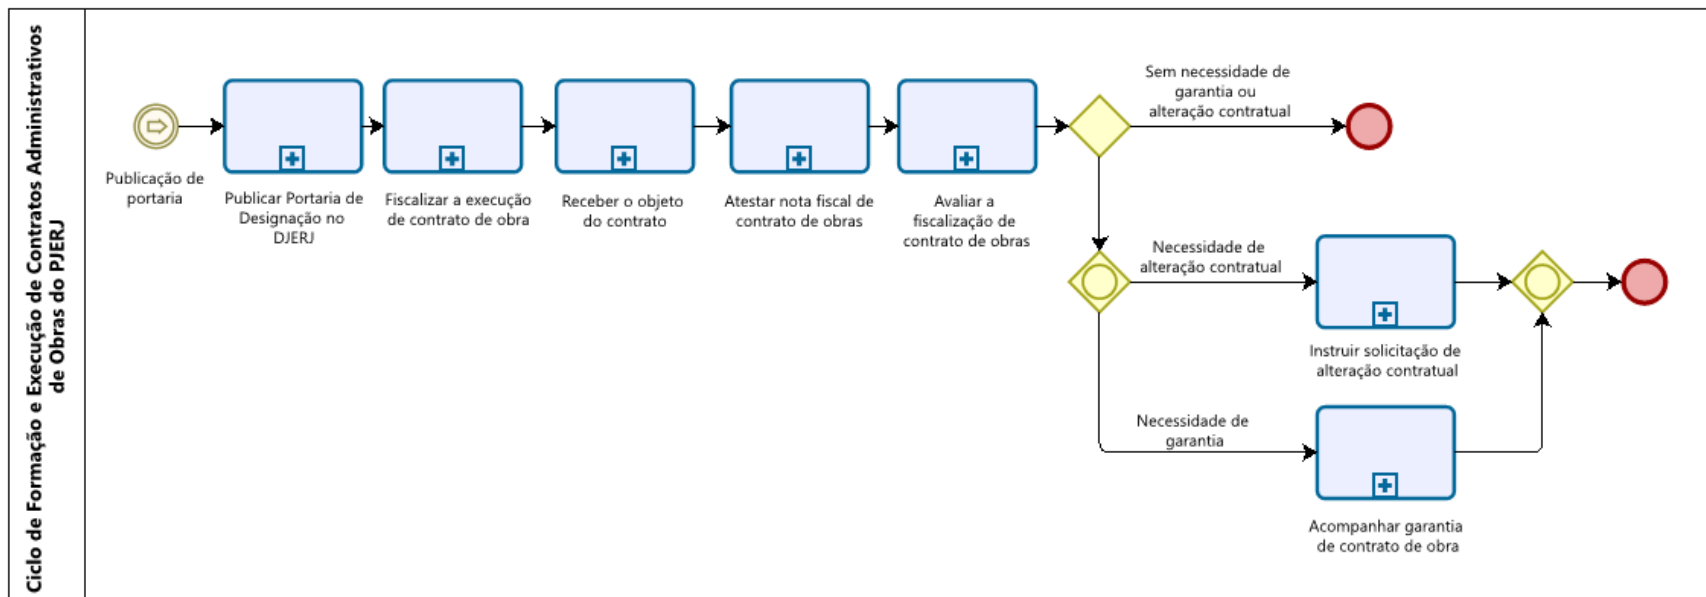 Ciclo de Formação e Execução de Contratos Administrativos
de Obras do PJERJ
Publicação de
portaria
Publicar Portaria de
Designação no
DJERJ
Fiscalizar a execução
de contrato de obra
Receber o objeto
do contrato
Atestar nota fiscal de
contrato de obras
Avaliar a
fiscalização de
contrato de obras
Sem necessidade de
garantia ou
alteração contratual
Necessidade de
alteração contratual
Instruir solicitação de
alteração contratual
Necessidade de
garantia
Acompanhar garantia
de contrato de obra